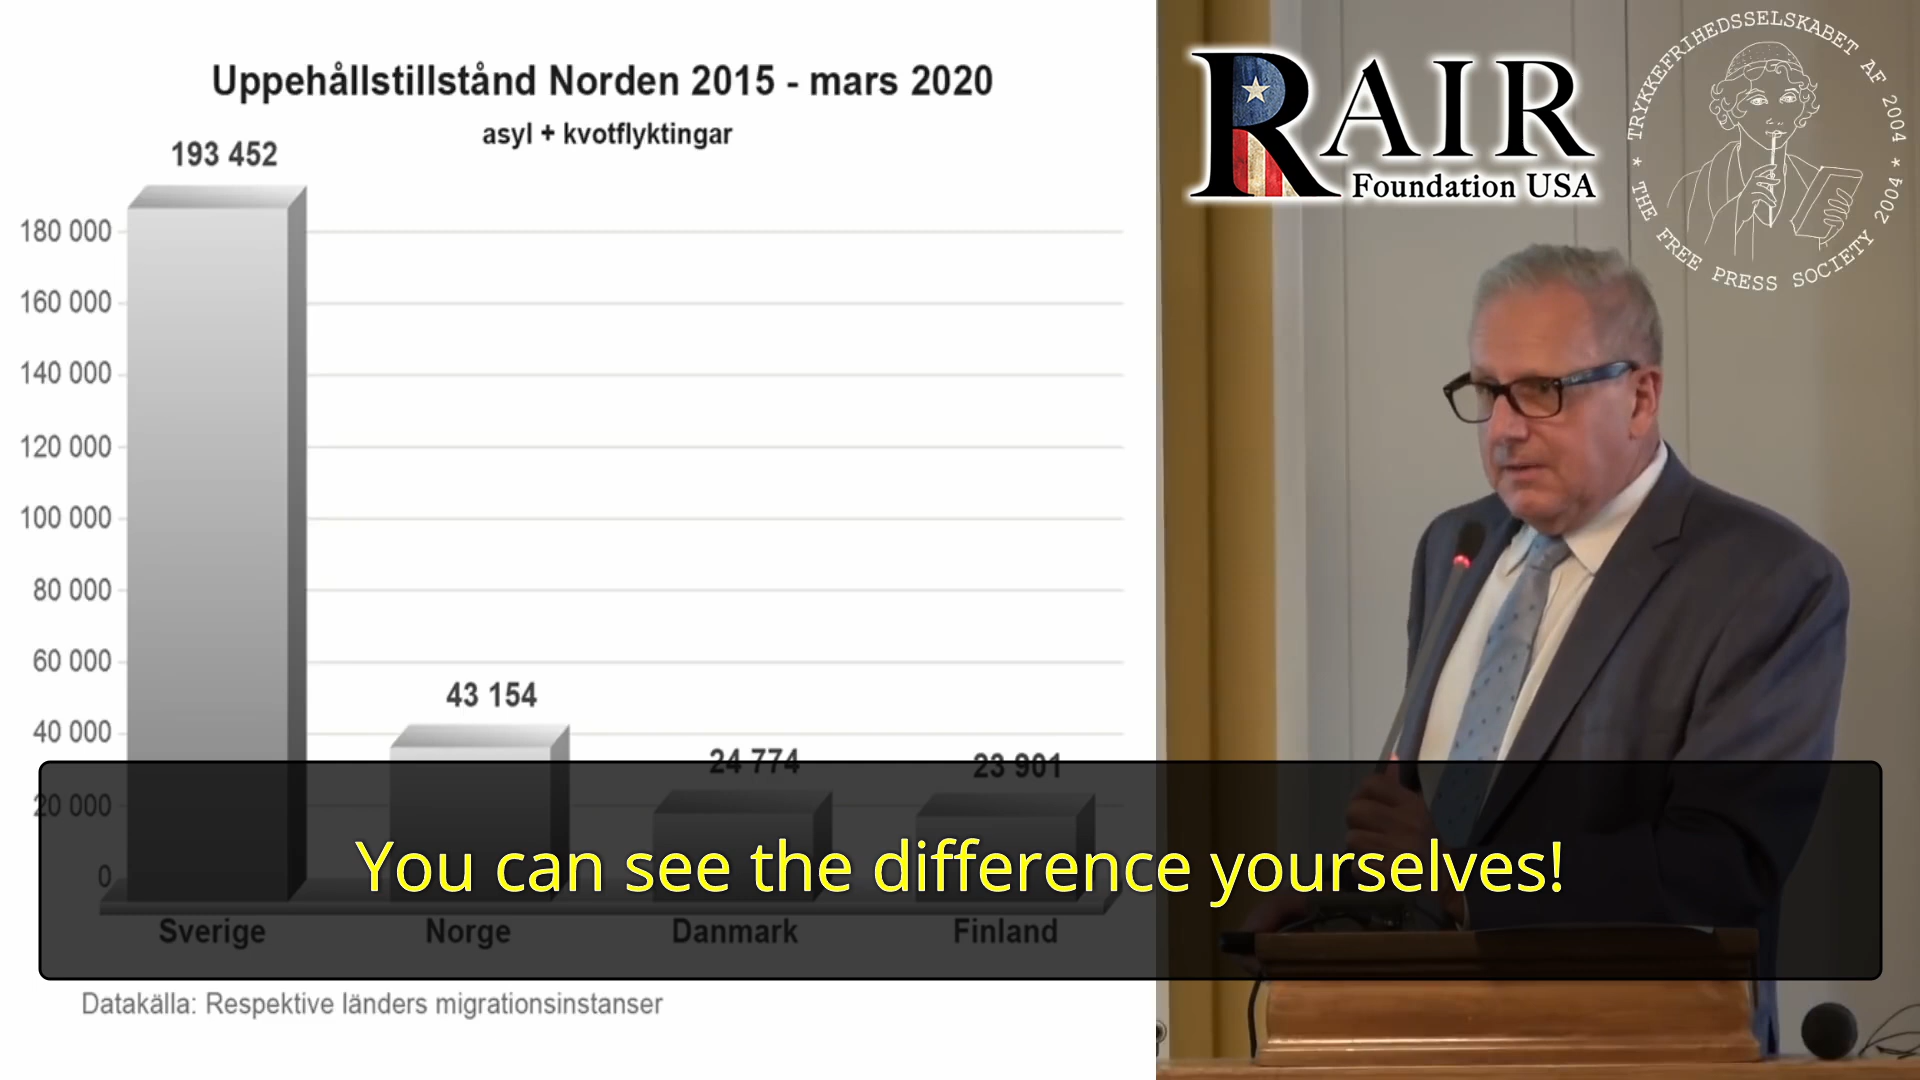 Uppehållstillstånd Norden 2015 - mars 2020
asyl + kvotflyktingar
193 452
180 000
160 000
140 000
120 000
100 000
80 000
60 000
43 154
40 000
24 774
23 901
20 000
0
Sverige
Norge
Danmark
Finland
Datakälla: Respektive länders migrationsinstanser
RAIR
Foundation USA
* TRYKKEFRIHEDSSELSKABET AF 2004 * THE FREE PRESS SOCIETY 2004
You can see the difference yourselves!